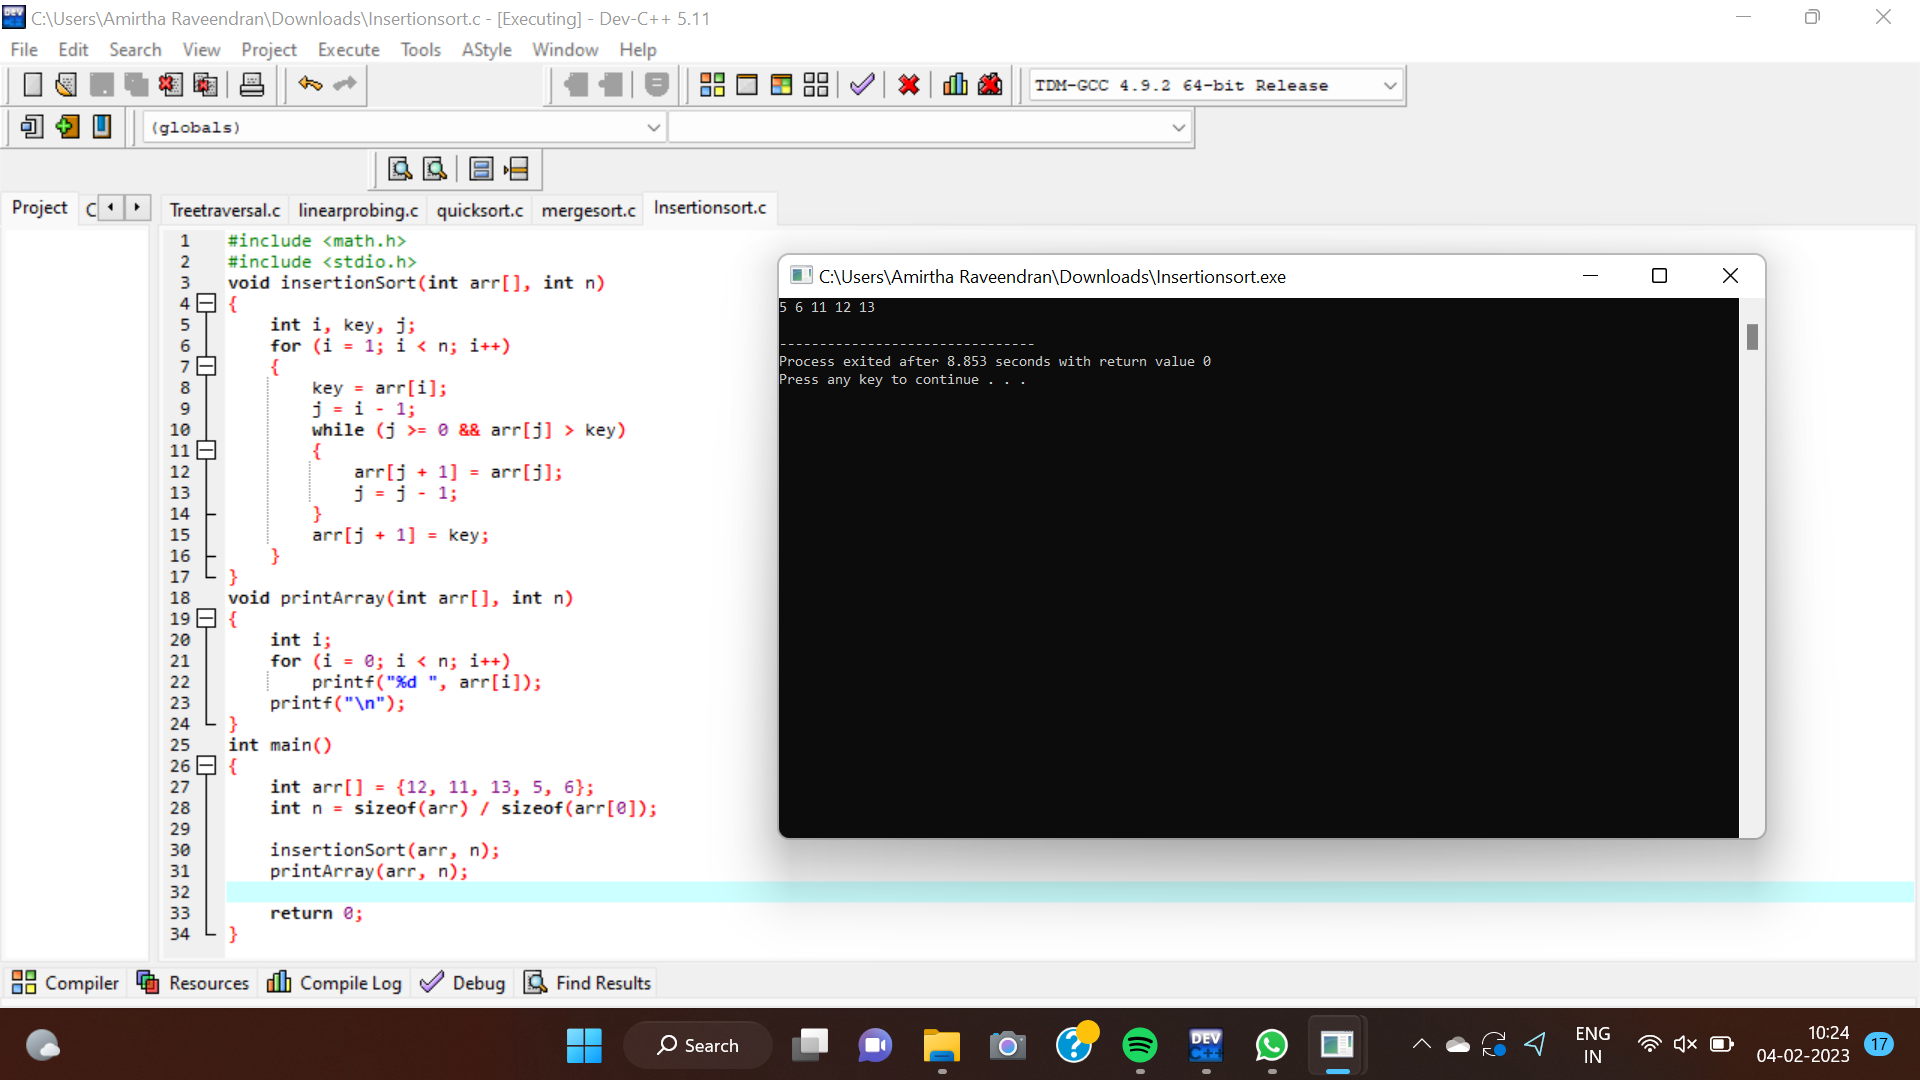 C:\Users\Amirtha Raveendran\Downloads\Insertionsort.c - [Executing] - Dev-C++ 5.11
File Edit Search View Project Execute Tools AStyle Window Help
TDM-GCC 4.9.2 64-bit Release
(globals)
Project C
Treetraversal.c linearprobing.c quicksort.c mergesort.c Insertionsort.c
1 #include <math.h>
2 #include <stdio.h>
3 void insertionSort(int arr[], int n)
4 {
5 int i, key, j;
6 for (i = 1; i < n; i++)
7 {
8 key = arr[i];
9 j = i - 1;
10 while (j >= 0 && arr[j] > key)
11 {
12 arr[j + 1] = arr[j];
13 j = j - 1;
14 }
15 arr[j + 1] = key;
16 }
17 }
18 void printArray(int arr[], int n)
19 {
20 int i;
21 for (i = 0; i < n; i++)
22 printf("%d ", arr[i]);
23 printf("\n");
24 }
25 int main()
26 {
27 int arr[] = {12, 11, 13, 5, 6};
28 int n = sizeof(arr) / sizeof(arr[0]);
29
30 insertionSort(arr, n);
31 printArray(arr, n);
32
33 return 0;
34 }
C:\Users\Amirtha Raveendran\Downloads\Insertionsort.exe
5 6 11 12 13
--------------------------------
Process exited after 8.853 seconds with return value 0
Press any key to continue . . .
Compiler Resources Compile Log Debug Find Results
Search
DEV
C++
ENG
IN
10:24
04-02-2023
17